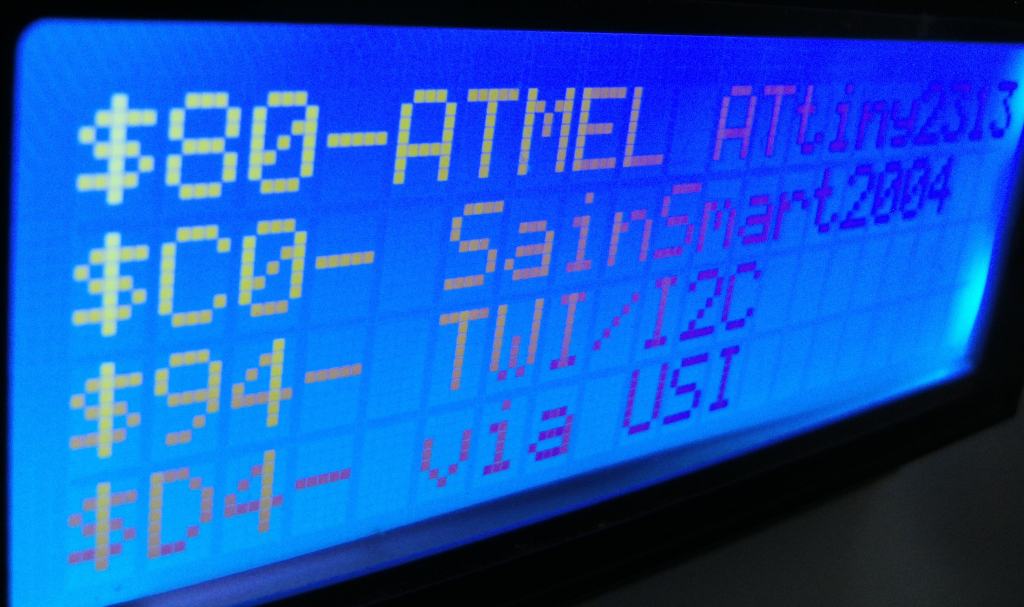 $80-ATMEL ATtiny2313
$C0- SainSmart2004
$94- TWI/I2C
$D4- via USI